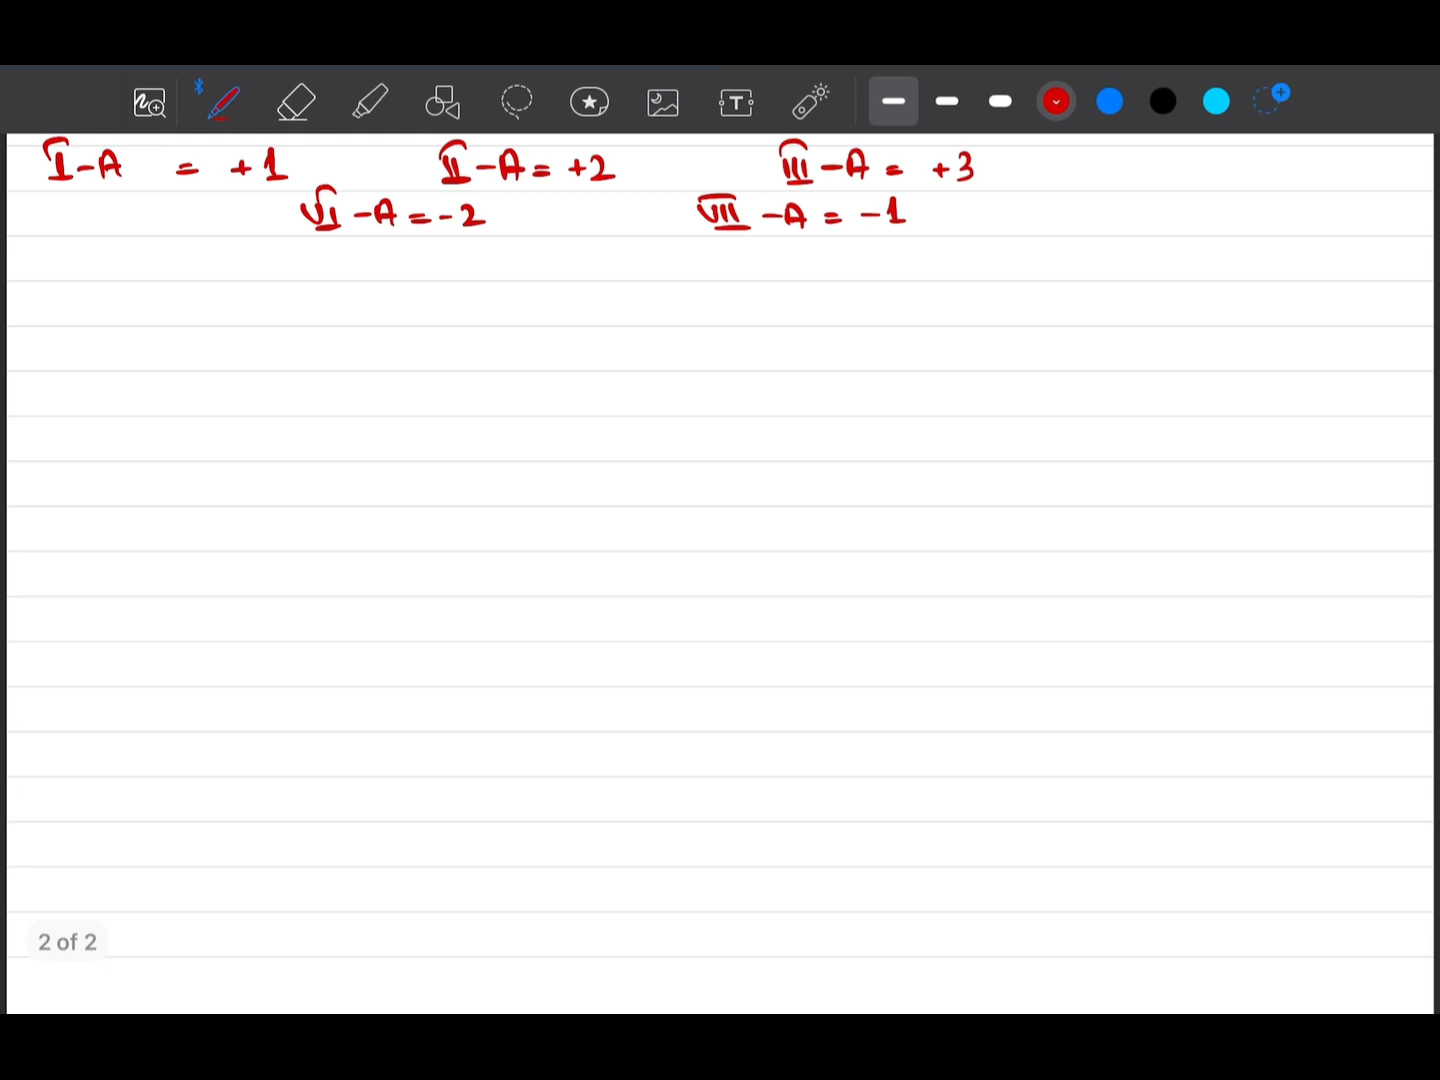 I-A = +1 II-A = +2 III-A = +3
VI-A = -2 VII-A = -1
2 of 2